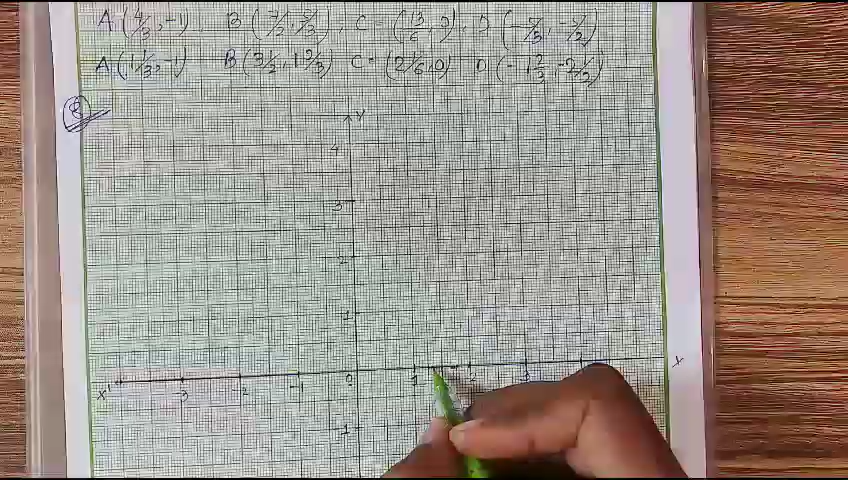 A (4/3, -1) B (7/2, 5/3), C = (13/6, 0), D (-5/3, -5/2)
A (1 1/3, -1) B (3 1/2, 1 2/3) C = (2 1/6, 0) D (-1 2/3, -2 1/2)
8
Y
4
3
2
1
X' -3 -2 -1 0 1 2 3 X
-1